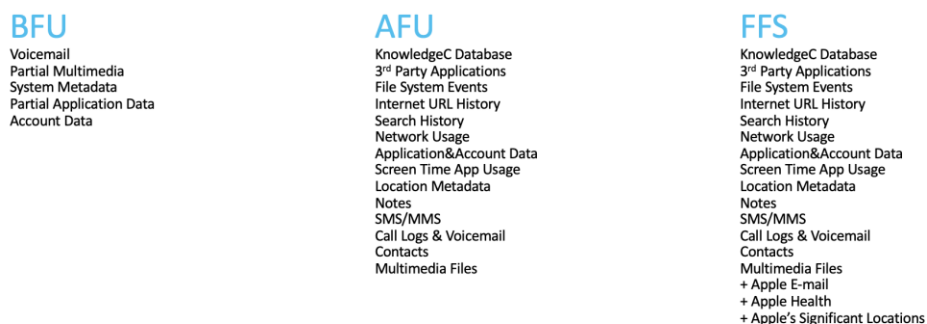 BFU
Voicemail
Partial Multimedia
System Metadata
Partial Application Data
Account Data
AFU
KnowledgeC Database
3rd Party Applications
File System Events
Internet URL History
Search History
Network Usage
Application&Account Data
Screen Time App Usage
Location Metadata
Notes
SMS/MMS
Call Logs & Voicemail
Contacts
Multimedia Files
FFS
KnowledgeC Database
3rd Party Applications
File System Events
Internet URL History
Search History
Network Usage
Application&Account Data
Screen Time App Usage
Location Metadata
Notes
SMS/MMS
Call Logs & Voicemail
Contacts
Multimedia Files
+ Apple E-mail
+ Apple Health
+ Apple's Significant Locations